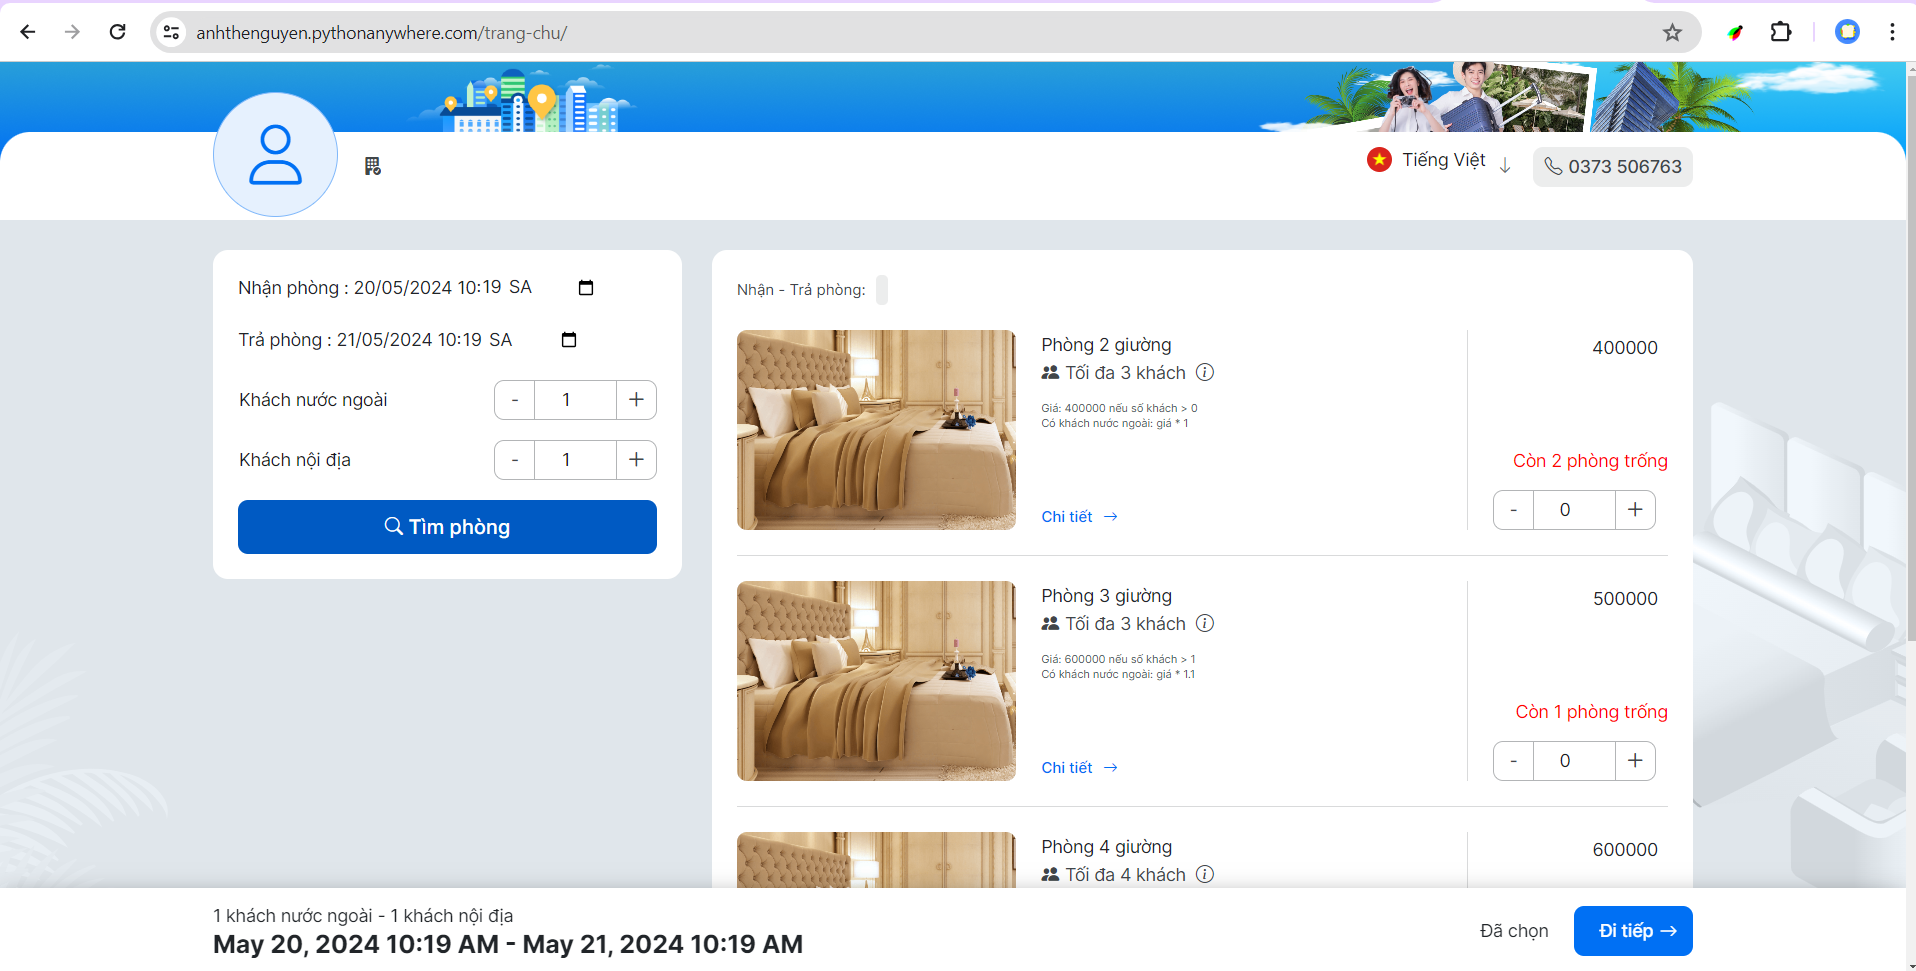 anhthenguyen.pythonanywhere.com/trang-chu/
Tiếng Việt
0373 506763
Nhận phòng : 20/05/2024 10:19 SA
Trả phòng : 21/05/2024 10:19 SA
Khách nước ngoài
- 1 +
Khách nội địa
- 1 +
Tìm phòng
Nhận - Trả phòng:
Phòng 2 giường
400000
Tối đa 3 khách
Giá: 400000 nếu số khách > 0
Có khách nước ngoài: giá * 1
Còn 2 phòng trống
- 0 +
Chi tiết
Phòng 3 giường
500000
Tối đa 3 khách
Giá: 600000 nếu số khách > 1
Có khách nước ngoài: giá * 1.1
Còn 1 phòng trống
- 0 +
Chi tiết
Phòng 4 giường
600000
Tối đa 4 khách
1 khách nước ngoài - 1 khách nội địa
May 20, 2024 10:19 AM - May 21, 2024 10:19 AM
Đã chọn
Đi tiếp